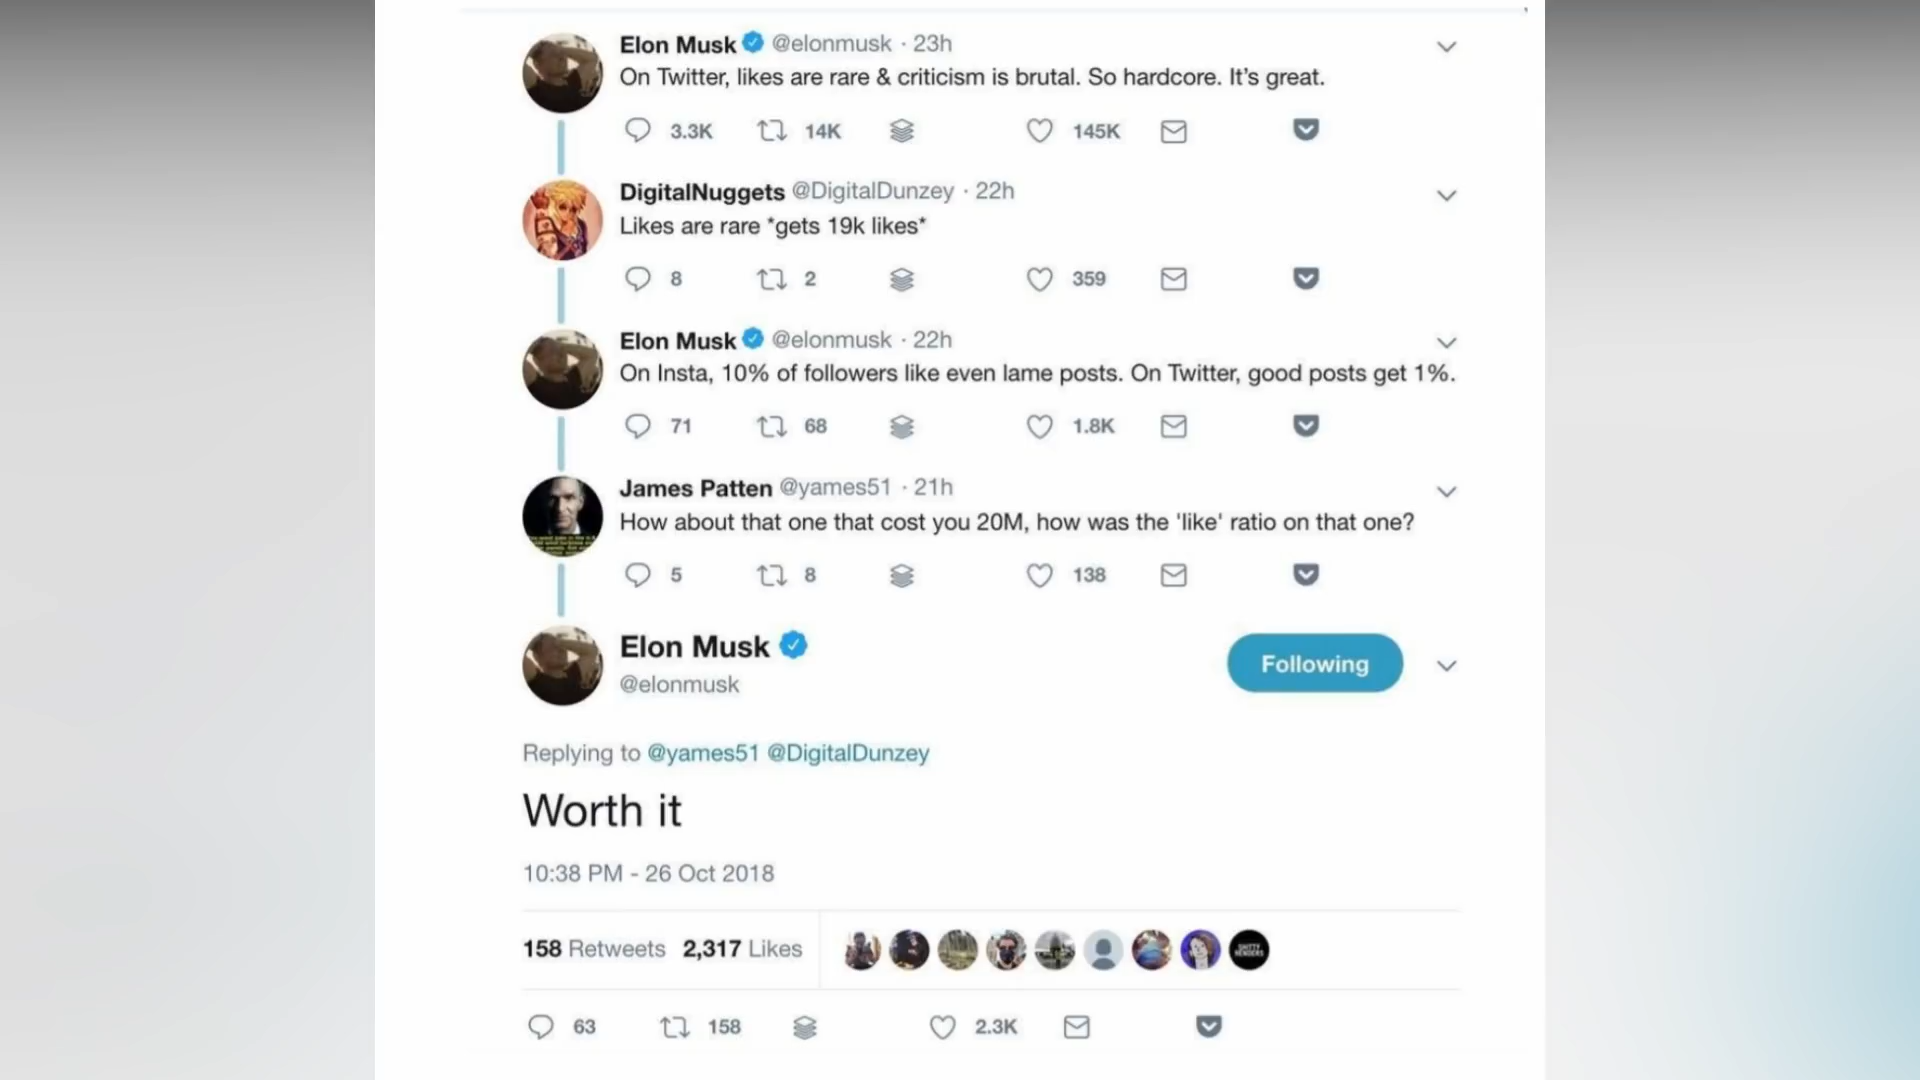 Elon Musk @elonmusk · 23h
On Twitter, likes are rare & criticism is brutal. So hardcore. It's great.
3.3K 14K 145K
DigitalNuggets @DigitalDunzey · 22h
Likes are rare *gets 19k likes*
8 2 359
Elon Musk @elonmusk · 22h
On Insta, 10% of followers like even lame posts. On Twitter, good posts get 1%.
71 68 1.8K
James Patten @yames51 · 21h
How about that one that cost you 20M, how was the 'like' ratio on that one?
5 8 138
Elon Musk
Following
@elonmusk
Replying to @yames51 @DigitalDunzey
Worth it
10:38 PM - 26 Oct 2018
158 Retweets 2,317 Likes
63 158 2.3K